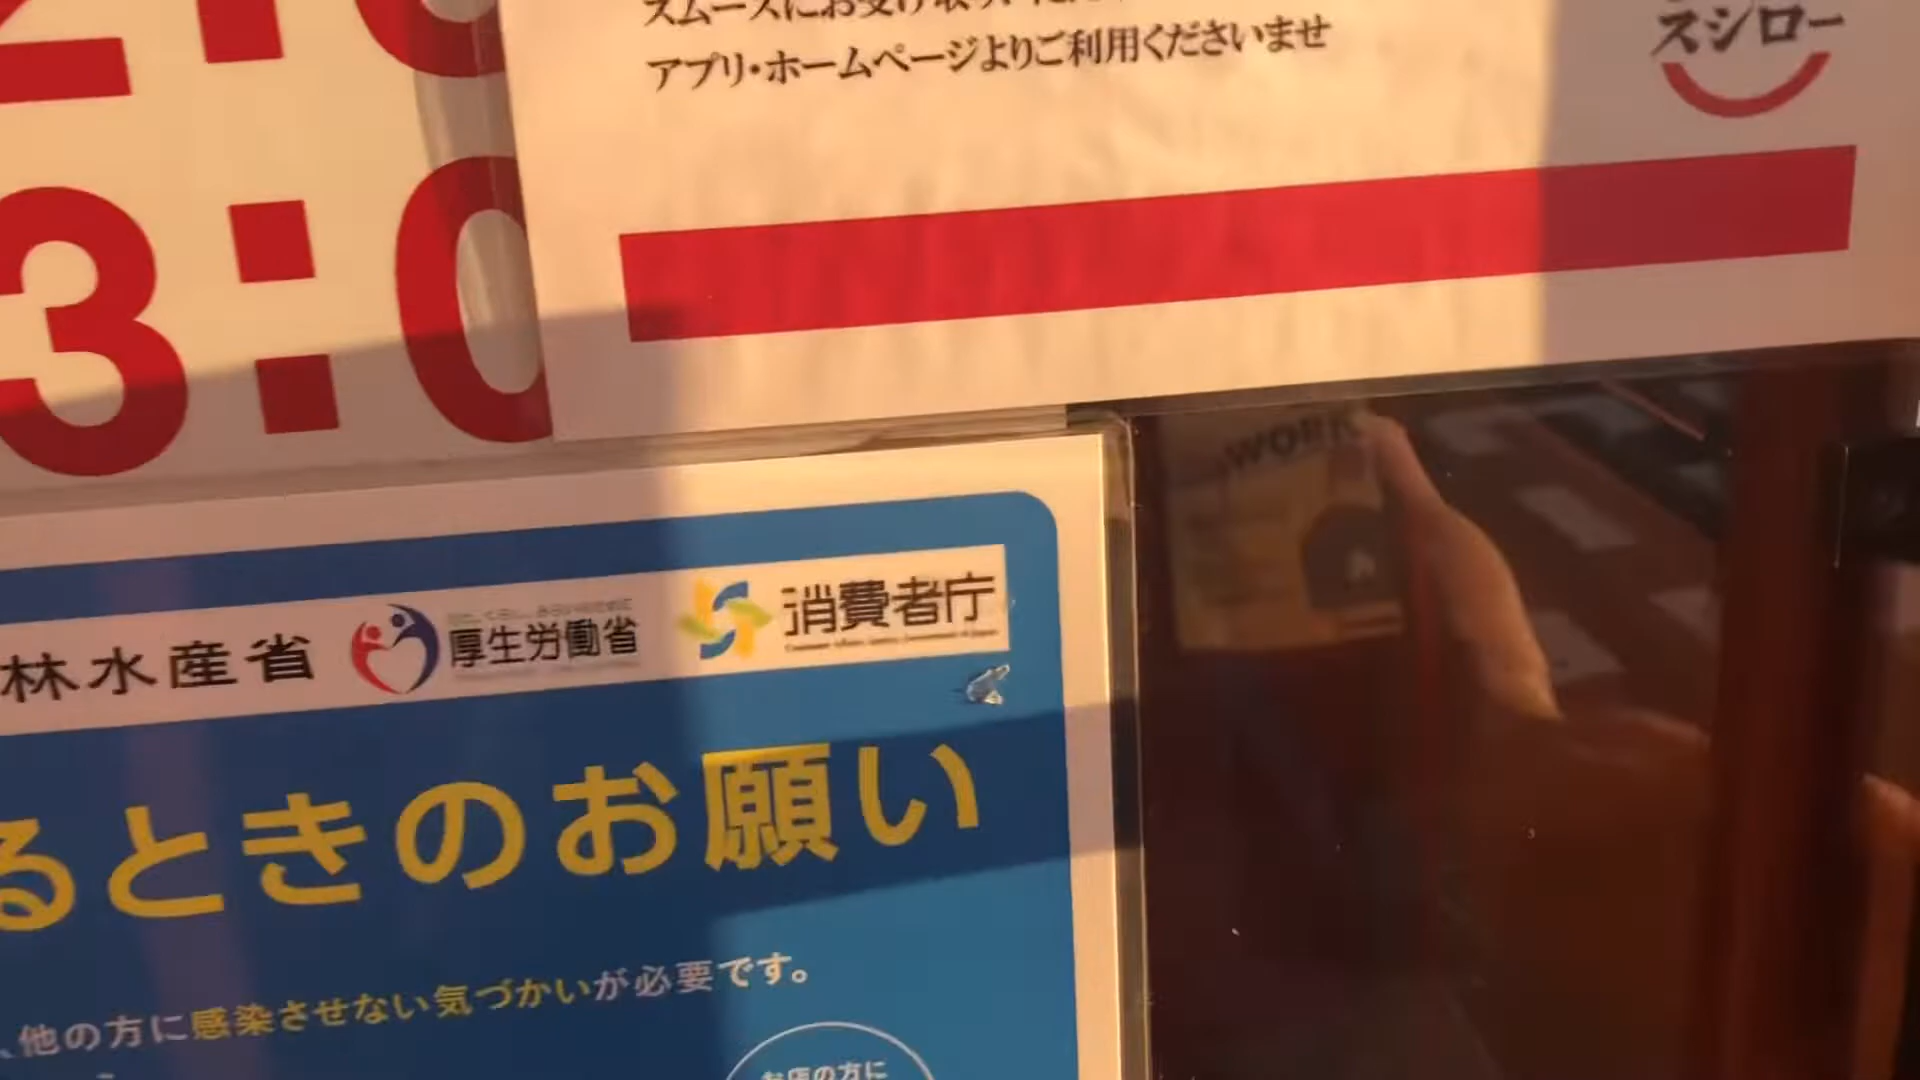 アプリ・ホームページよりご利用くださいませ
スシロー
3:0
WORK
林水産省
厚生労働省
消費者庁
るときのお願い
、他の方に感染させない気づかいが必要です。
お店の方に